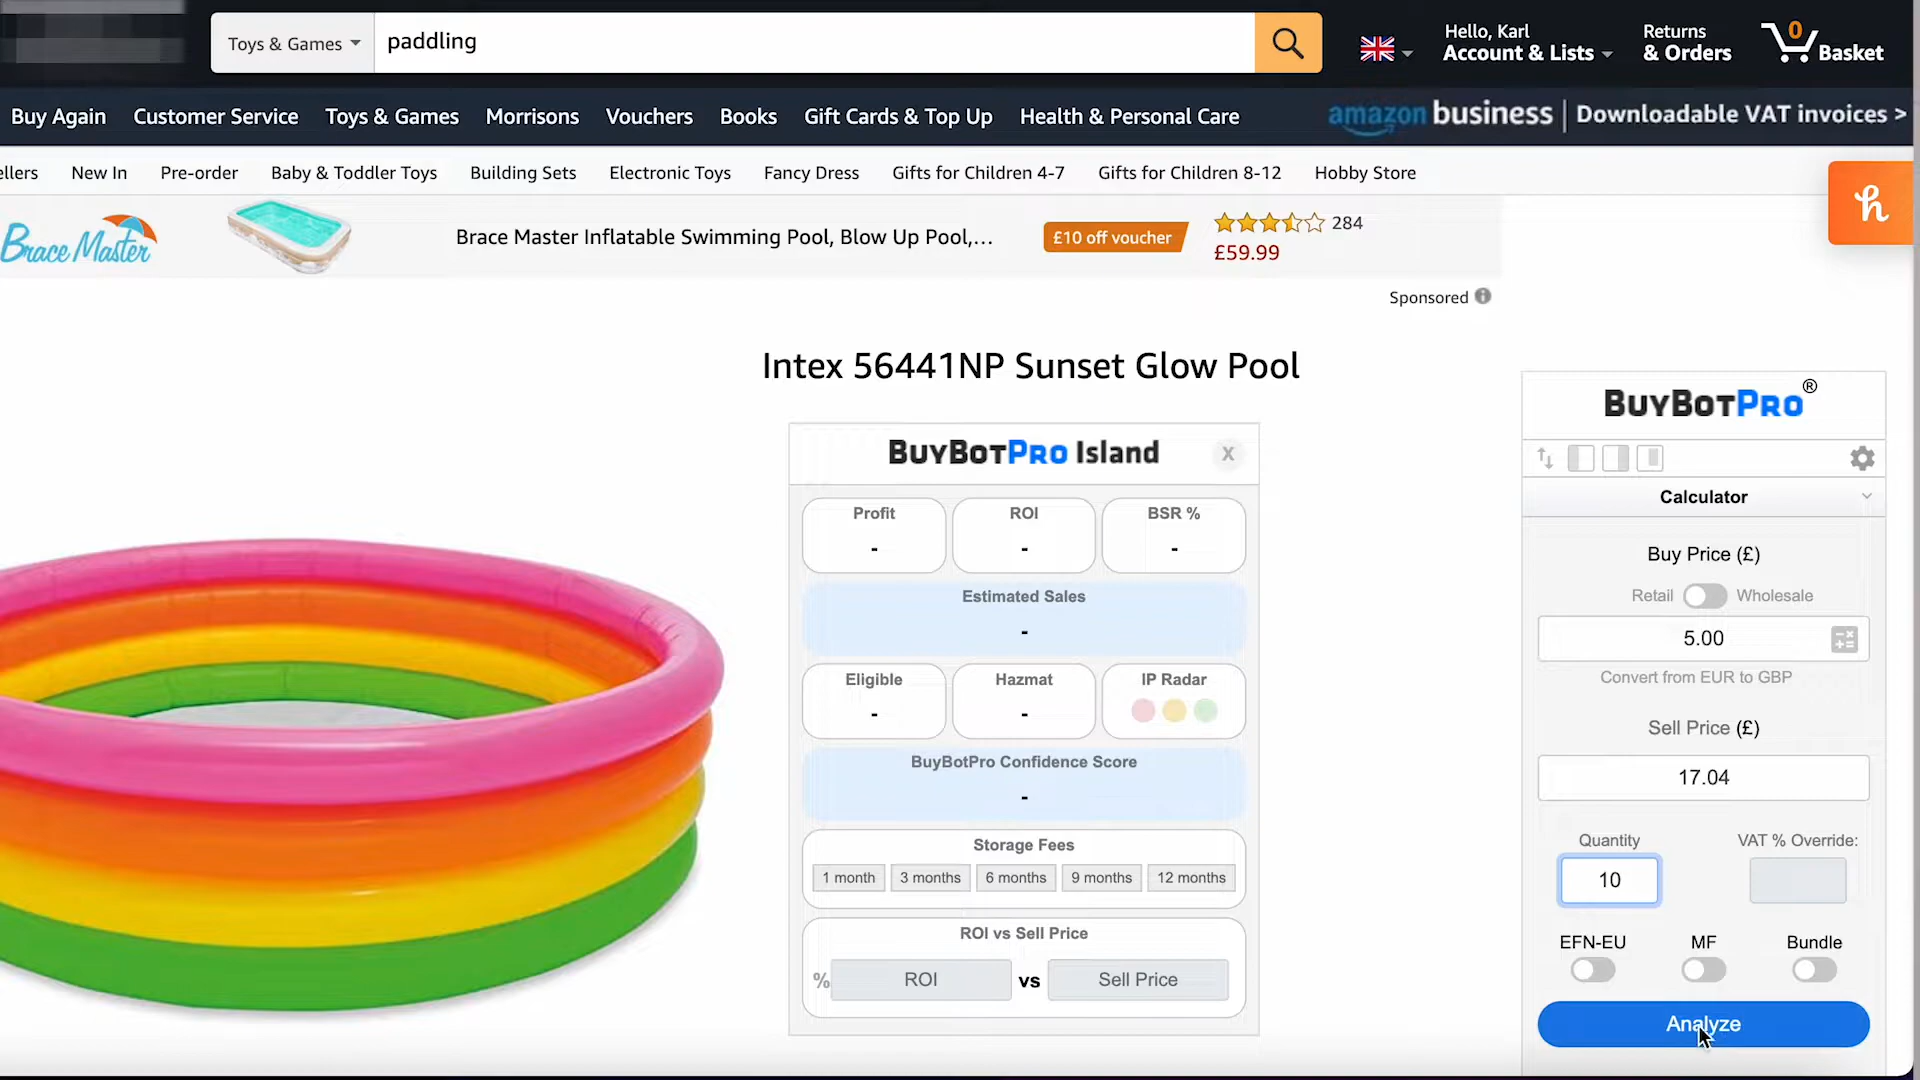 Toys & Games
paddling
Hello, Karl
Account & Lists
Returns
& Orders
0
Basket
Buy Again
Customer Service
Toys & Games
Morrisons
Vouchers
Books
Gift Cards & Top Up
Health & Personal Care
amazon business
Downloadable VAT invoices >
ellers
New In
Pre-order
Baby & Toddler Toys
Building Sets
Electronic Toys
Fancy Dress
Gifts for Children 4-7
Gifts for Children 8-12
Hobby Store
h
Brace Master
Brace Master Inflatable Swimming Pool, Blow Up Pool,…
£10 off voucher
284
£59.99
Sponsored
Intex 56441NP Sunset Glow Pool
BuyBotPro Island
X
Profit
-
ROI
-
BSR %
-
Estimated Sales
-
Eligible
-
Hazmat
-
IP Radar
BuyBotPro Confidence Score
-
Storage Fees
1 month
3 months
6 months
9 months
12 months
ROI vs Sell Price
%
ROI
vs
Sell Price
BuyBotPro®
Calculator
Buy Price (£)
Retail
Wholesale
5.00
Convert from EUR to GBP
Sell Price (£)
17.04
Quantity
VAT % Override:
10
EFN-EU
MF
Bundle
Analyze